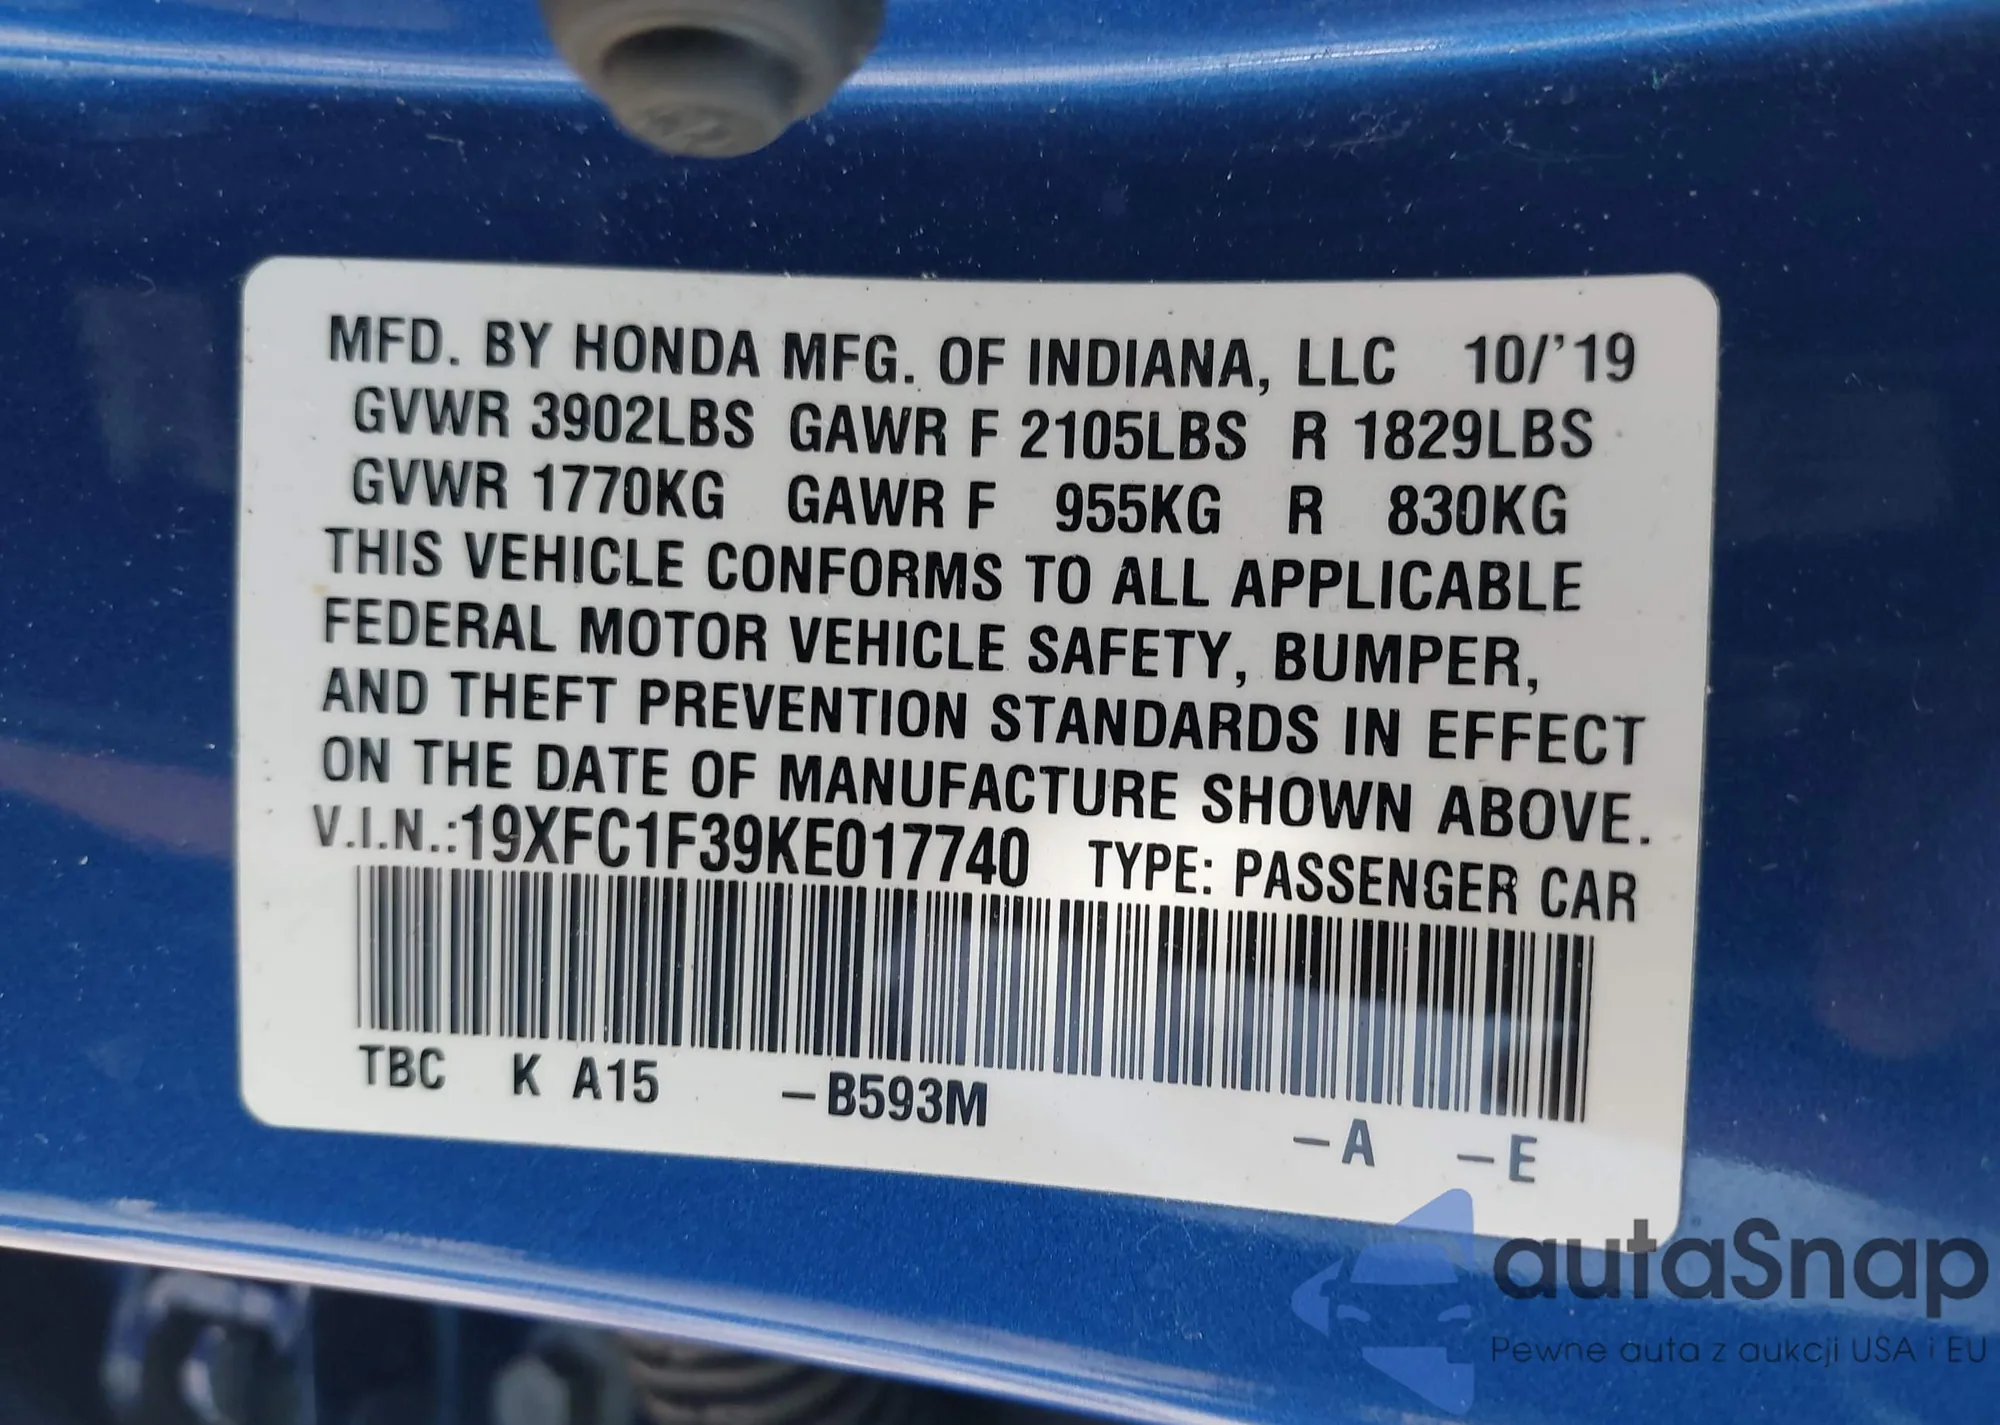 MFD. BY HONDA MFG. OF INDIANA, LLC 10/'19
GVWR 3902LBS GAWR F 2105LBS R 1829LBS
GVWR 1770KG GAWR F 955KG R 830KG
THIS VEHICLE CONFORMS TO ALL APPLICABLE
FEDERAL MOTOR VEHICLE SAFETY, BUMPER,
AND THEFT PREVENTION STANDARDS IN EFFECT
ON THE DATE OF MANUFACTURE SHOWN ABOVE.
V.I.N.:19XFC1F39KE017740 TYPE: PASSENGER CAR
TBC K A15 –B593M –A –E
autaSnap
Pewne auta z aukcji USA i EU